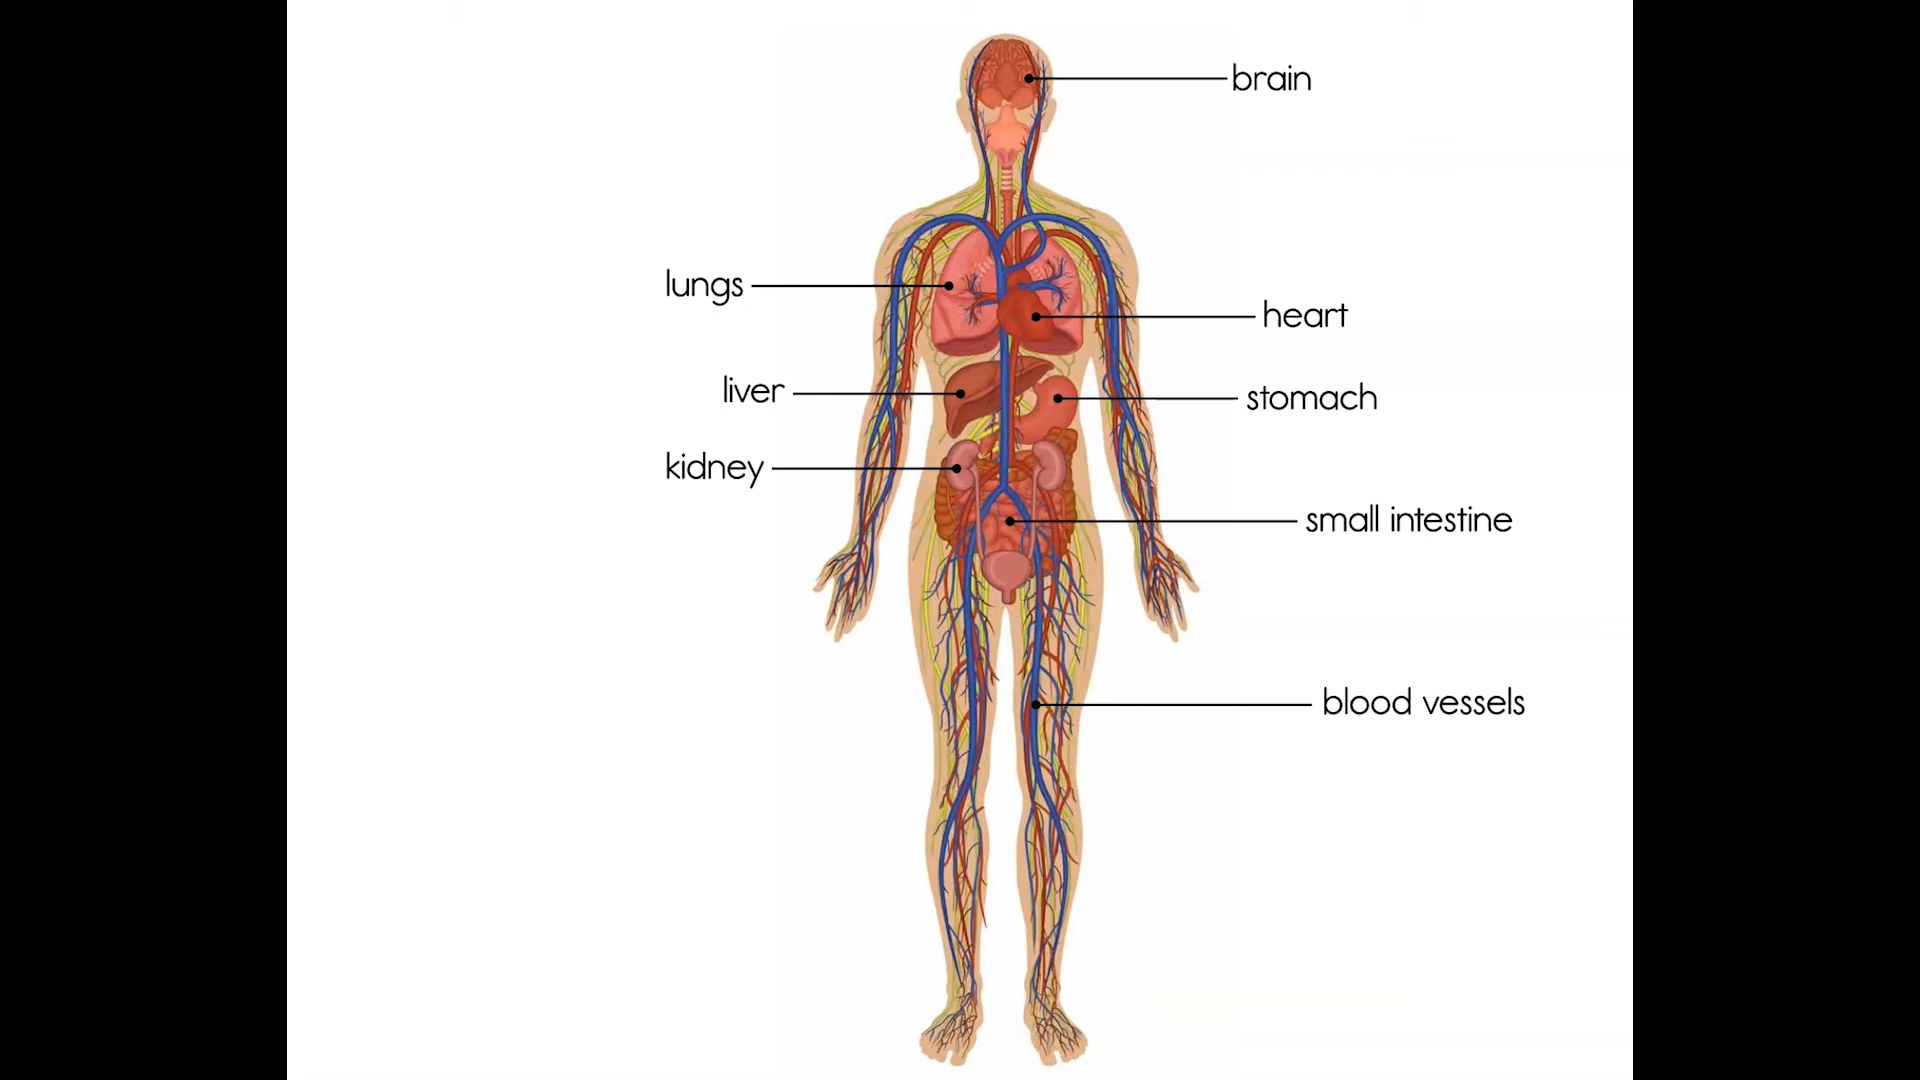 brain
lungs
heart
liver
stomach
kidney
small intestine
blood vessels